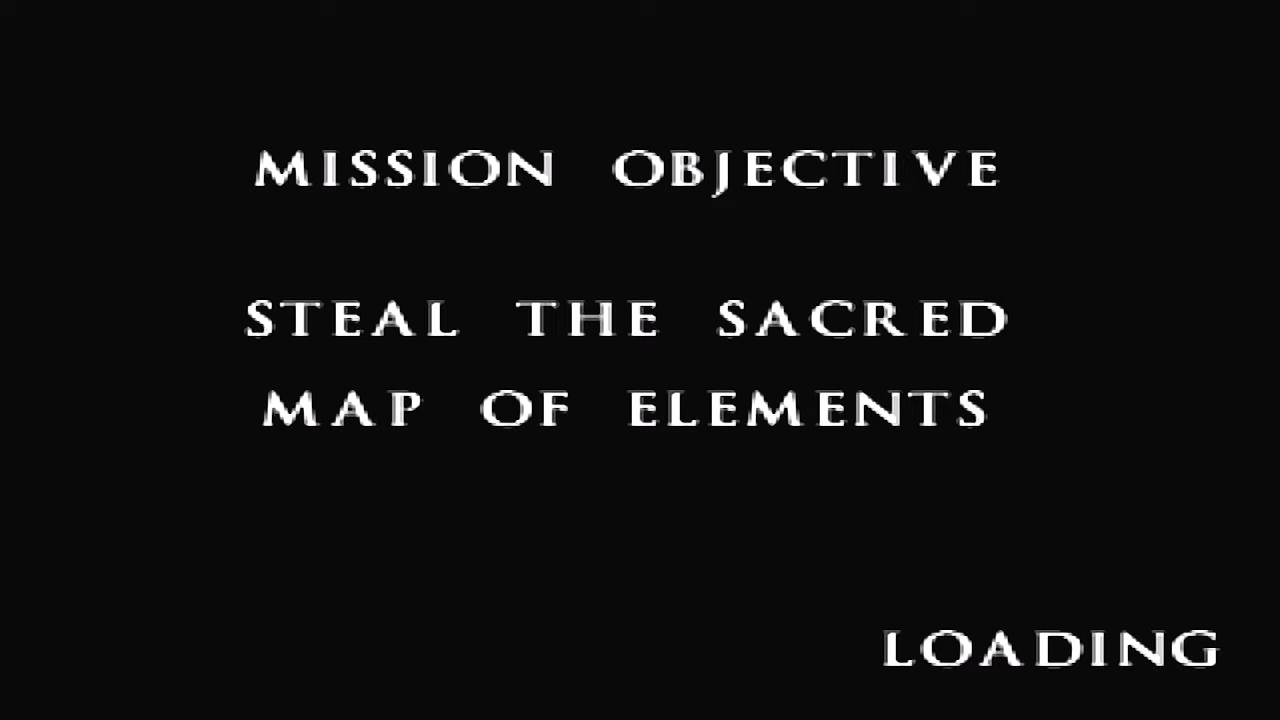 MISSION OBJECTIVE
STEAL THE SACRED
MAP OF ELEMENTS
LOADING